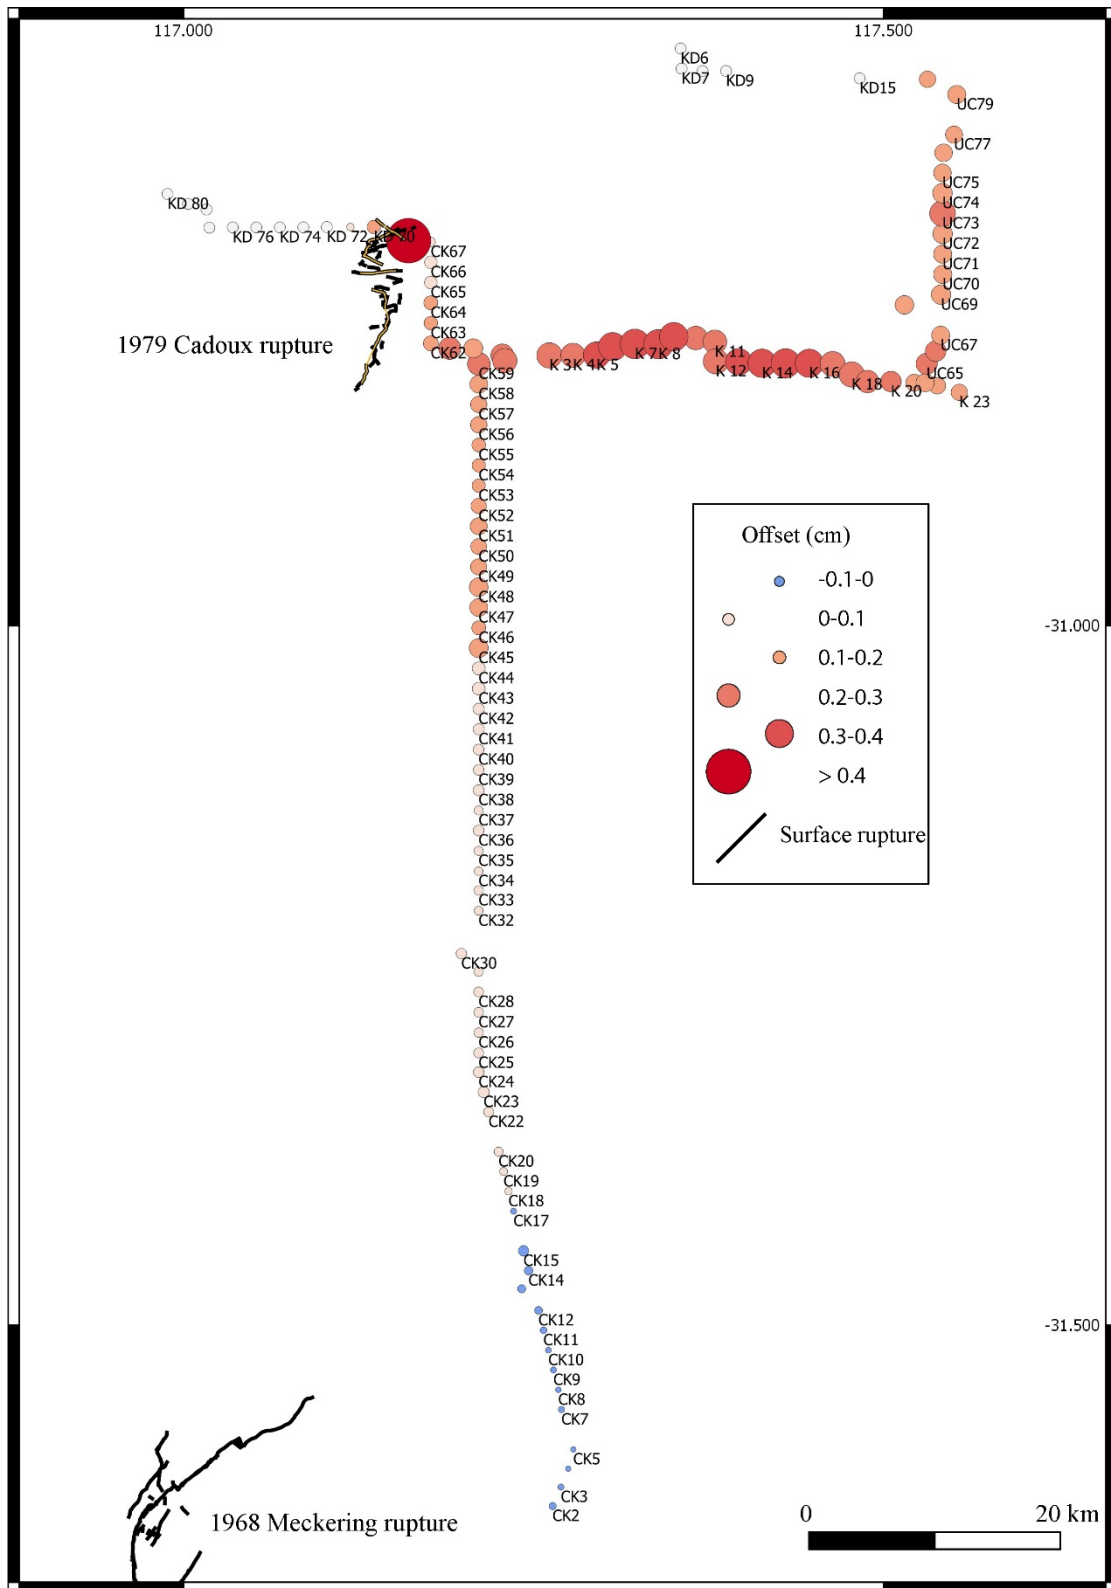 117.000
117.500
KD6
KD7
KD9
KD15
UC79
UC77
UC75
UC74
UC73
UC72
UC71
UC70
UC69
UC67
UC65
KD 80
KD 76
KD 74
KD 72
KD 70
CK67
CK66
CK65
CK64
CK63
CK62
1979 Cadoux rupture
K 3
K 4
K 5
K 7
K 8
K 11
K 12
K 14
K 16
K 18
K 20
K 23
CK59
CK58
CK57
CK56
CK55
CK54
CK53
CK52
CK51
CK50
CK49
CK48
CK47
CK46
CK45
CK44
CK43
CK42
CK41
CK40
CK39
CK38
CK37
CK36
CK35
CK34
CK33
CK32
CK30
CK28
CK27
CK26
CK25
CK24
CK23
CK22
CK20
CK19
CK18
CK17
CK15
CK14
CK12
CK11
CK10
CK9
CK8
CK7
CK5
CK3
CK2
Offset (cm)
-0.1-0
0-0.1
0.1-0.2
0.2-0.3
0.3-0.4
> 0.4
Surface rupture
-31.000
-31.500
1968 Meckering rupture
0 20 km